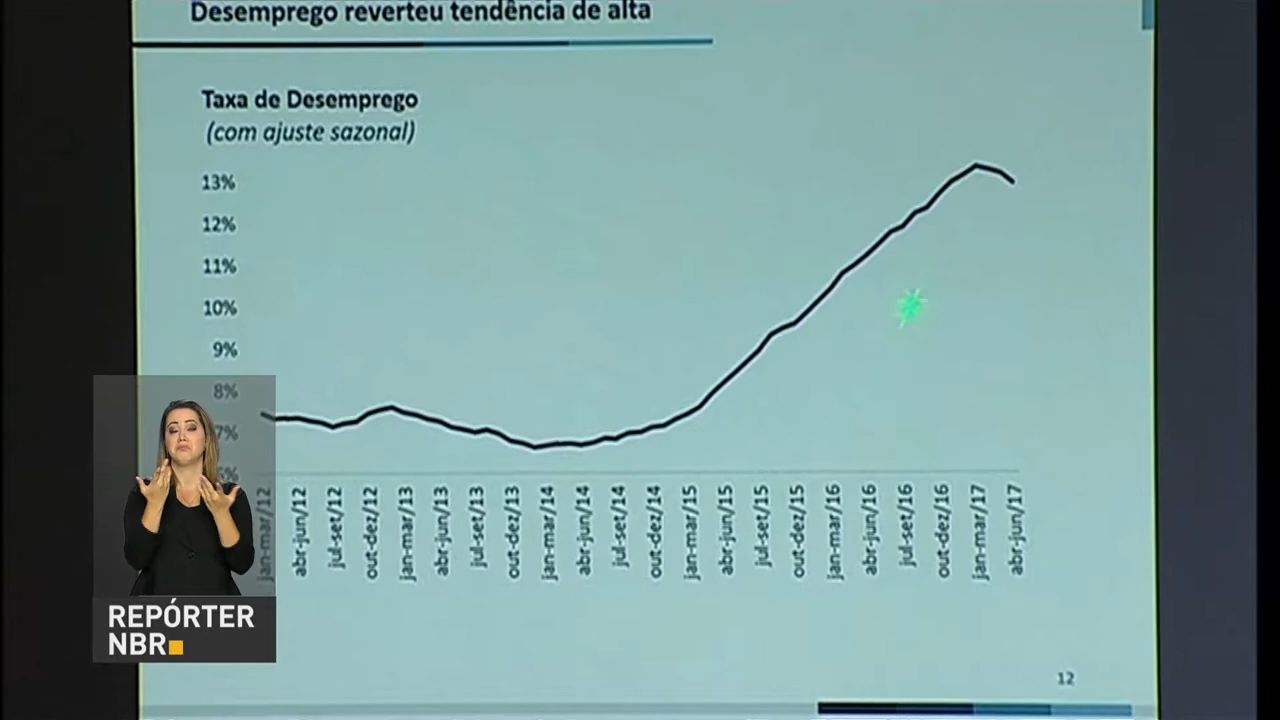 Desemprego reverteu tendência de alta
Taxa de Desemprego
(com ajuste sazonal)
13%
12%
11%
10%
9%
8%
7%
6%
jan-mar/12
abr-jun/12
jul-set/12
out-dez/12
jan-mar/13
abr-jun/13
jul-set/13
out-dez/13
jan-mar/14
abr-jun/14
jul-set/14
out-dez/14
jan-mar/15
abr-jun/15
jul-set/15
out-dez/15
jan-mar/16
abr-jun/16
jul-set/16
out-dez/16
jan-mar/17
abr-jun/17
REPÓRTER
NBR
12